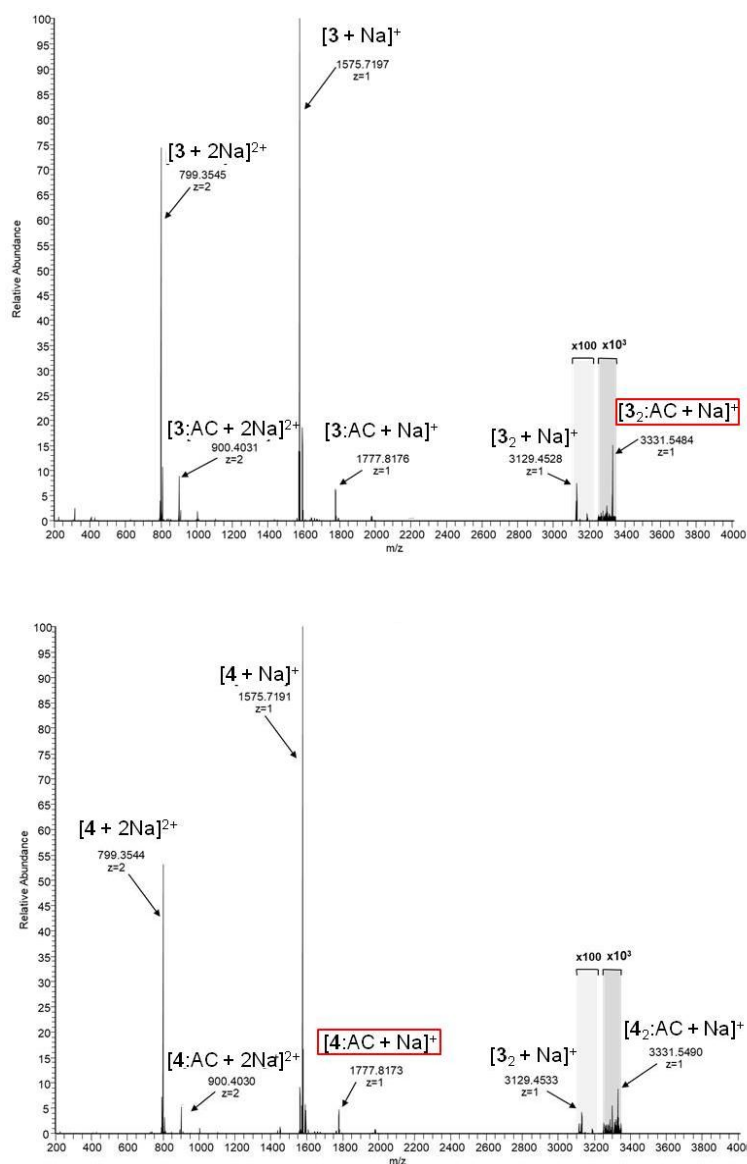 100
95
90
85
80
75
70
65
60
55
50
45
40
35
30
25
20
15
10
5
0
Relative Abundance
[3 + Na]⁺
1575.7197
z=1
[3 + 2Na]²⁺
799.3545
z=2
[3:AC + 2Na]²⁺
900.4031
z=2
[3:AC + Na]⁺
1777.8176
z=1
x100 x10³
[3₂ + Na]⁺
3129.4528
z=1
[3₂:AC + Na]⁺
3331.5484
z=1
200 400 600 800 1000 1200 1400 1600 1800 2000 2200 2400 2600 2800 3000 3200 3400 3600 3800 4000
m/z
100
95
90
85
80
75
70
65
60
55
50
45
40
35
30
25
20
15
10
5
0
Relative Abundance
[4 + Na]⁺
1575.7191
z=1
[4 + 2Na]²⁺
799.3544
z=2
[4:AC + 2Na]²⁺
900.4030
z=2
[4:AC + Na]⁺
1777.8173
z=1
x100 x10³
[3₂ + Na]⁺
3129.4533
z=1
[4₂:AC + Na]⁺
3331.5490
z=1
200 400 600 800 1000 1200 1400 1600 1800 2000 2200 2400 2600 2800 3000 3200 3400 3600 3800 4000
m/z